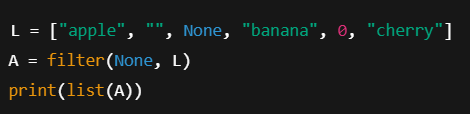 L = ["apple", "", None, "banana", 0, "cherry"]
A = filter(None, L)
print(list(A))